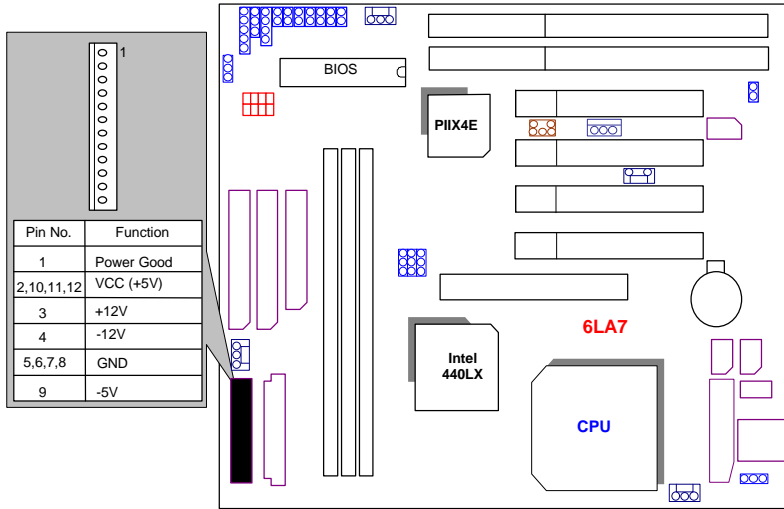 1
Pin No. Function
1 Power Good
2,10,11,12 VCC (+5V)
3 +12V
4 -12V
5,6,7,8 GND
9 -5V
BIOS
PIIX4E
6LA7
Intel
440LX
CPU